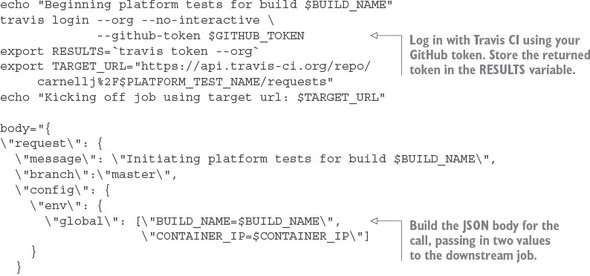 echo "Beginning platform tests for build $BUILD_NAME"
travis login --org --no-interactive \
--github-token $GITHUB_TOKEN
export RESULTS=`travis token --org`
export TARGET_URL="https://api.travis-ci.org/repo/
carnellj%2F$PLATFORM_TEST_NAME/requests"
echo "Kicking off job using target url: $TARGET_URL"
Log in with Travis CI using your
GitHub token. Store the returned
token in the RESULTS variable.
body="{
\"request\": {
\"message\": \"Initiating platform tests for build $BUILD_NAME\",
\"branch\":\"master\",
\"config\": {
\"env\": {
\"global\": [\"BUILD_NAME=$BUILD_NAME\",
\"CONTAINER_IP=$CONTAINER_IP\"]
}
}
Build the JSON body for the
call, passing in two values
to the downstream job.